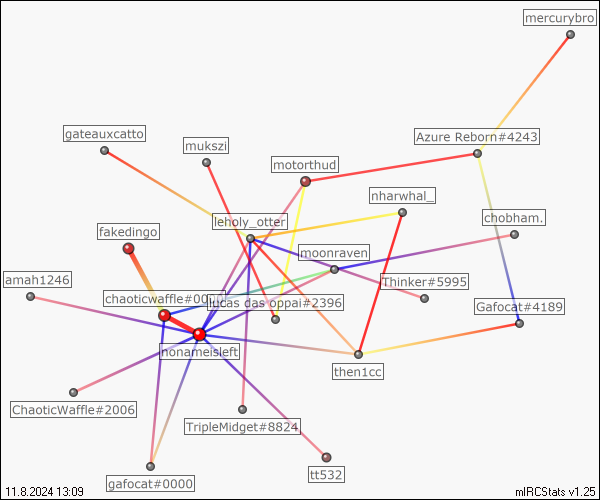 mercurybro
gateauxcatto
Azure Reborn#4243
mukszi
motorthud
nharwhal_
leholy_otter
chobham.
fakedingo
moonraven
amah1246
Thinker#5995
chaoticwaffle#0000
lucas das oppai#2396
Gafocat#4189
nonameisleft
then1cc
ChaoticWaffle#2006
TripleMidget#8824
tt532
gafocat#0000
11.8.2024 13:09
mIRCStats v1.25